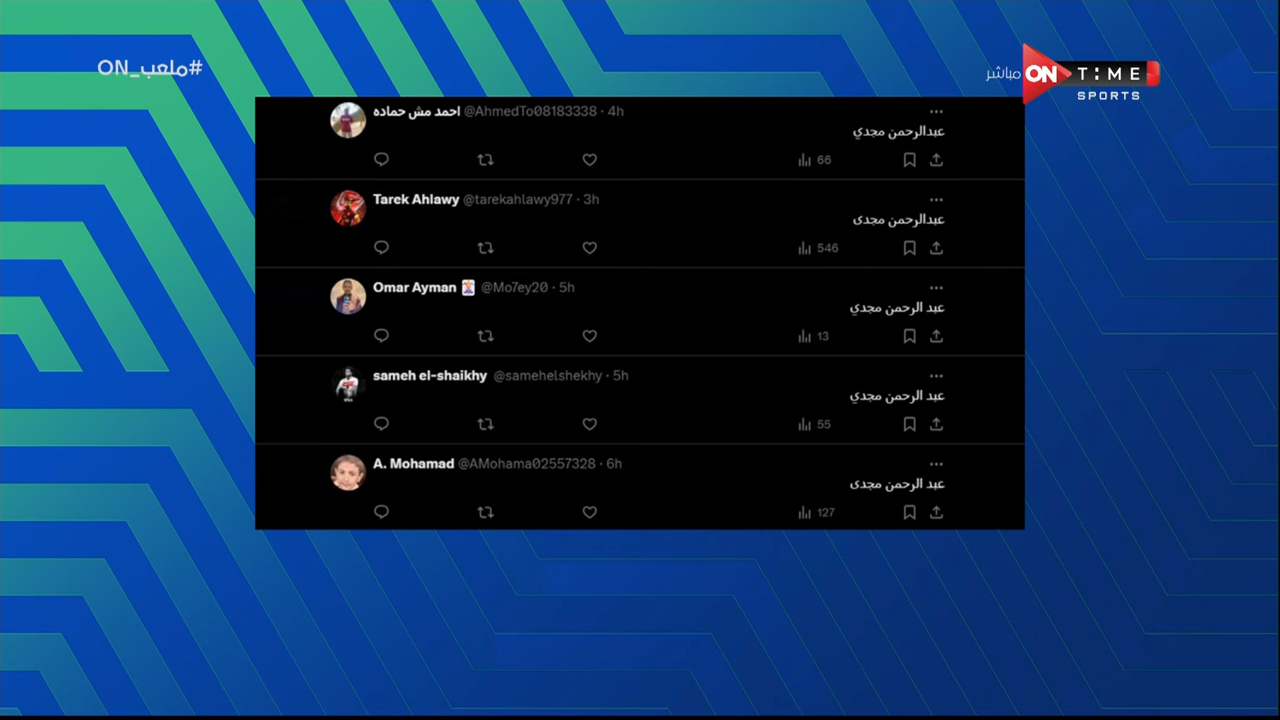 #ملعب_ON
مباشر ON TIME
SPORTS
احمد مش حماده @AhmedTo08183338 · 4h
عبدالرحمن مجدي
66
Tarek Ahlawy @tarekahlawy977 · 3h
عبدالرحمن مجدى
546
Omar Ayman @Mo7ey20 · 5h
عبد الرحمن مجدي
13
sameh el-shaikhy @samehelshekhy · 5h
عبد الرحمن مجدي
55
A. Mohamad @AMohama02557328 · 6h
عبد الرحمن مجدى
127